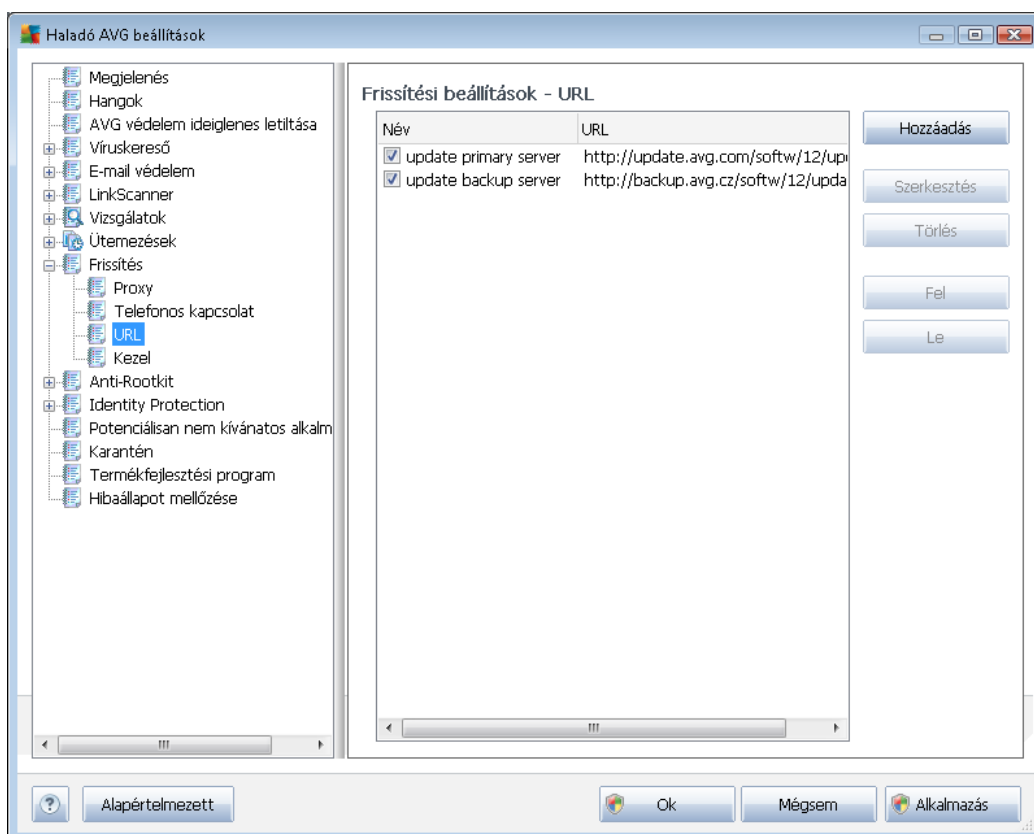 Haladó AVG beállítások
Megjelenés
Hangok
AVG védelem ideiglenes letiltása
Víruskereső
E-mail védelem
LinkScanner
Vizsgálatok
Ütemezések
Frissítés
Proxy
Telefonos kapcsolat
URL
Kezel
Anti-Rootkit
Identity Protection
Potenciálisan nem kívánatos alkalm
Karantén
Termékfejlesztési program
Hibaállapot mellőzése
Frissítési beállítások - URL
Név URL
update primary server http://update.avg.com/softw/12/up
update backup server http://backup.avg.cz/softw/12/upda
Hozzáadás
Szerkesztés
Törlés
Fel
Le
Alapértelmezett
Ok
Mégsem
Alkalmazás